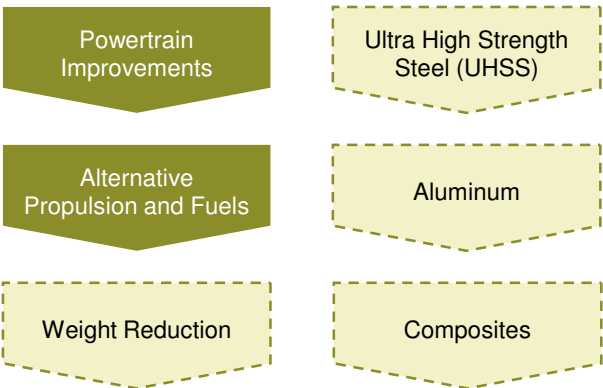 Powertrain
Improvements
Ultra High Strength
Steel (UHSS)
Alternative
Propulsion and Fuels
Aluminum
Weight Reduction
Composites